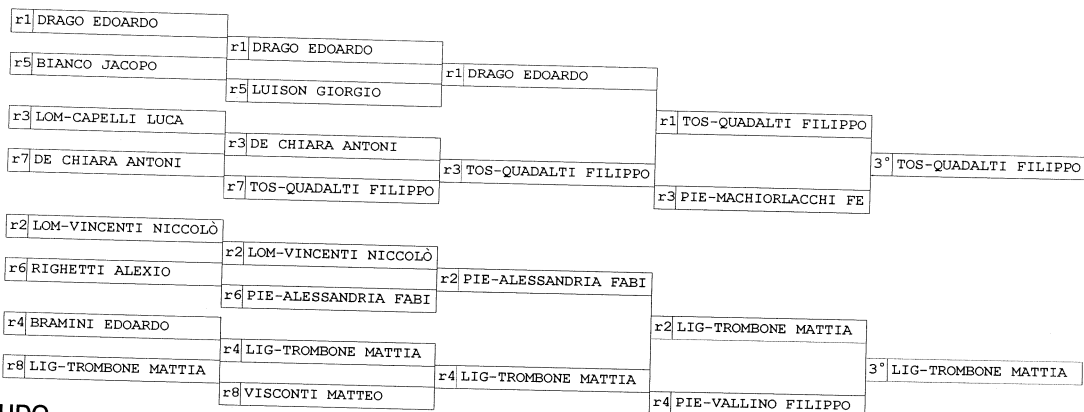 r1 DRAGO EDOARDO
r5 BIANCO JACOPO
r3 LOM-CAPELLI LUCA
r7 DE CHIARA ANTONI
r2 LOM-VINCENTI NICCOLÒ
r6 RIGHETTI ALEXIO
r4 BRAMINI EDOARDO
r8 LIG-TROMBONE MATTIA
r1 DRAGO EDOARDO
r5 LUISON GIORGIO
r3 DE CHIARA ANTONI
r7 TOS-QUADALTI FILIPPO
r2 LOM-VINCENTI NICCOLÒ
r6 PIE-ALESSANDRIA FABI
r4 LIG-TROMBONE MATTIA
r8 VISCONTI MATTEO
r1 DRAGO EDOARDO
r3 TOS-QUADALTI FILIPPO
r2 PIE-ALESSANDRIA FABI
r4 LIG-TROMBONE MATTIA
r1 TOS-QUADALTI FILIPPO
r3 PIE-MACHIORLACCHI FE
r2 LIG-TROMBONE MATTIA
r4 PIE-VALLINO FILIPPO
3° TOS-QUADALTI FILIPPO
3° LIG-TROMBONE MATTIA